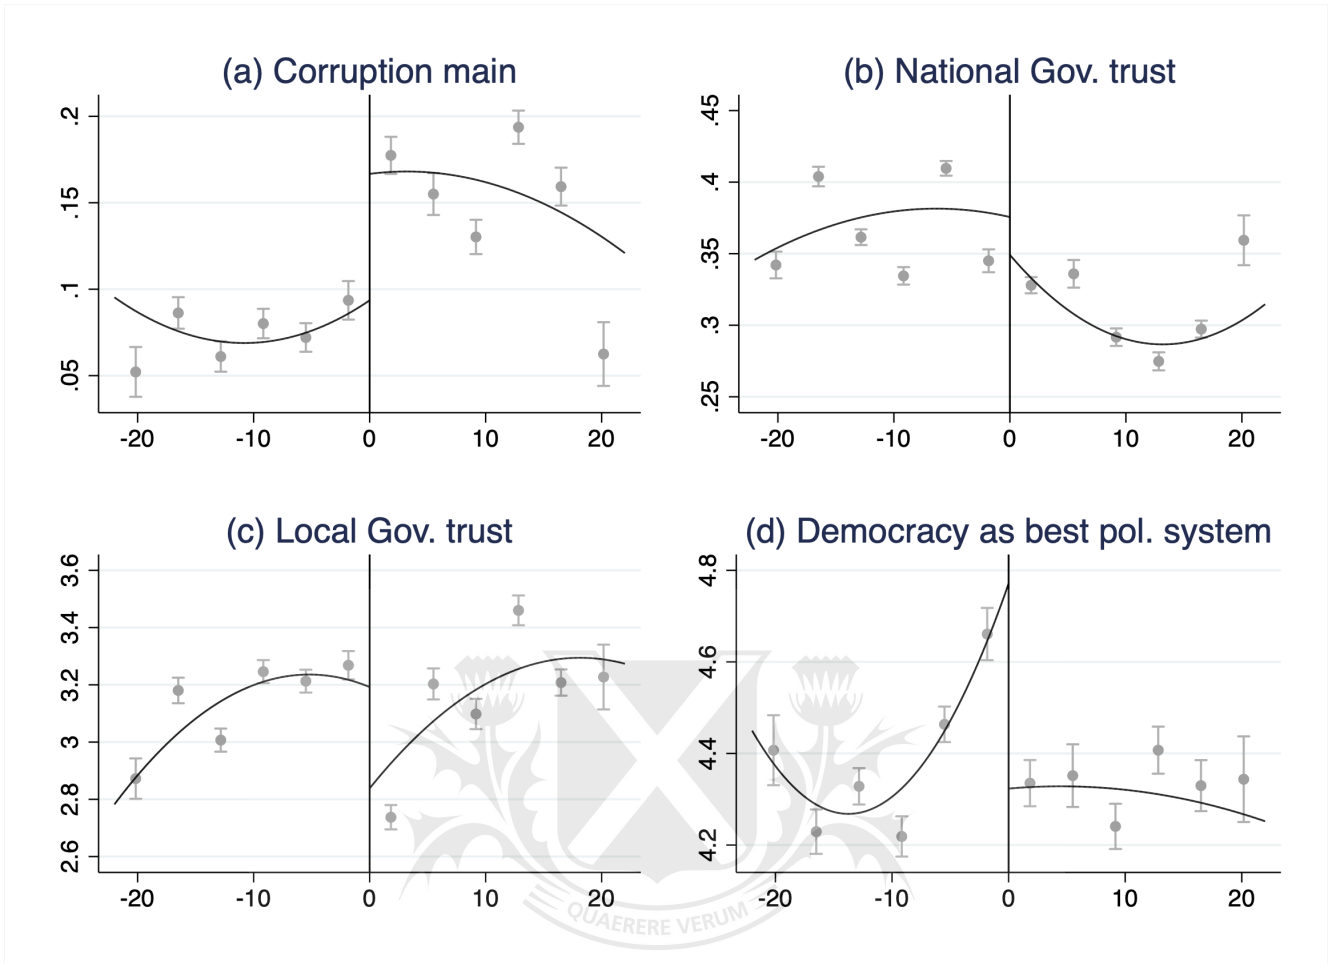 (a) Corruption main
.2
.15
.1
.05
-20 -10 0 10 20
(b) National Gov. trust
.45
.4
.35
.3
.25
-20 -10 0 10 20
(c) Local Gov. trust
3.6
3.4
3.2
3
2.8
2.6
-20 -10 0 10 20
(d) Democracy as best pol. system
4.8
4.6
4.4
4.2
-20 -10 0 10 20
QUAERERE VERUM